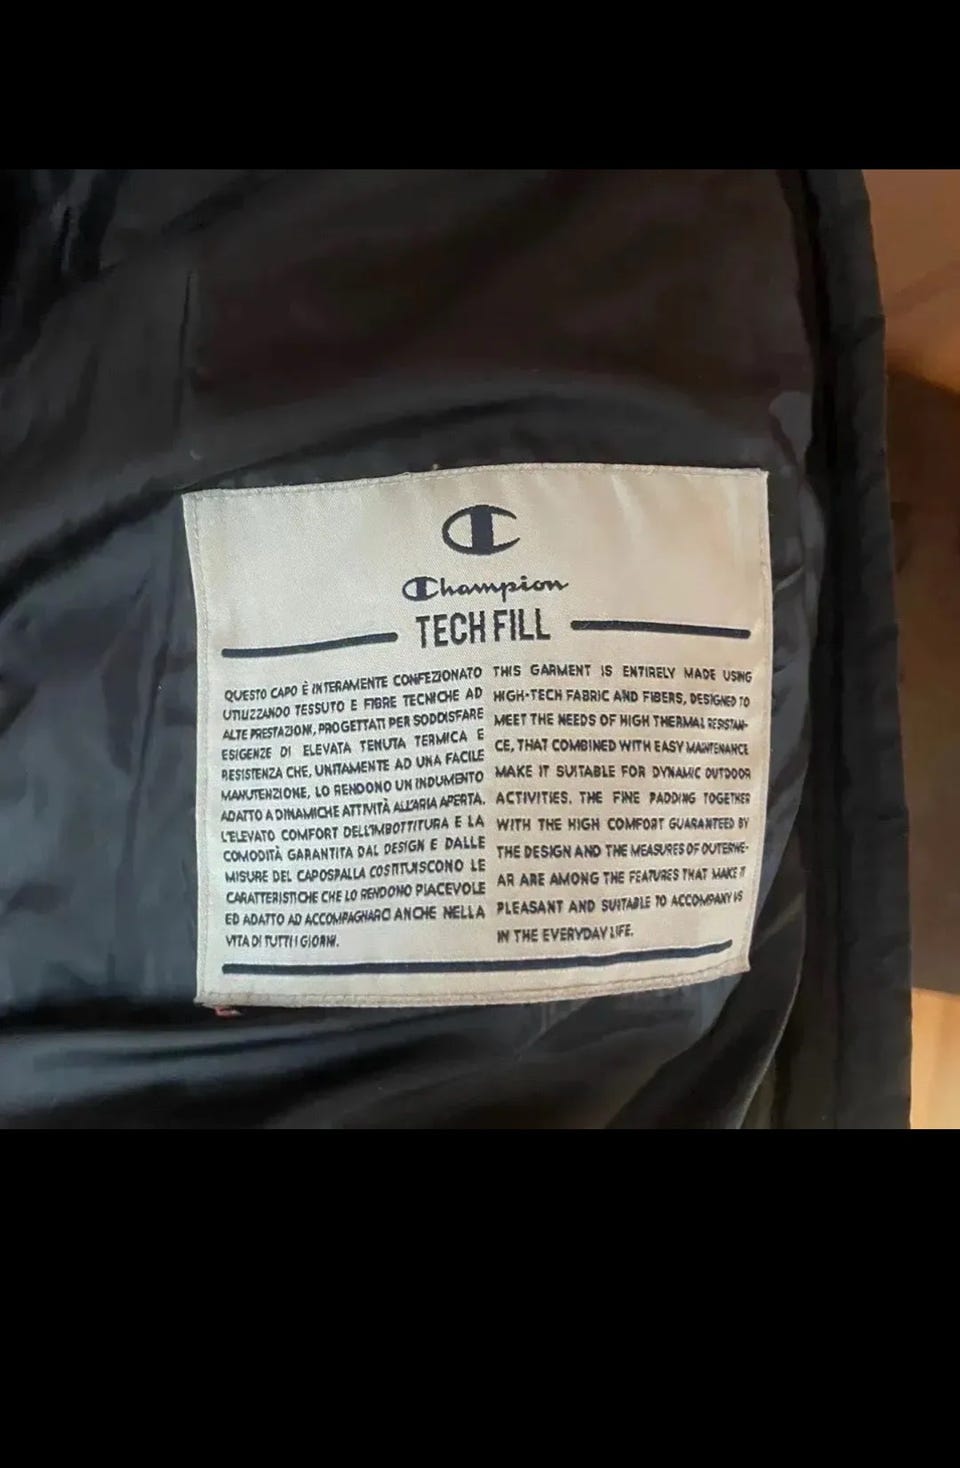 Champion
TECH FILL
QUESTO CAPO È INTERAMENTE CONFEZIONATO
UTILIZZANDO TESSUTO E FIBRE TECNICHE AD
ALTE PRESTAZIONI, PROGETTATI PER SODDISFARE
ESIGENZE DI ELEVATA TENUTA TERMICA E
RESISTENZA CHE, UNITAMENTE AD UNA FACILE
MANUTENZIONE, LO RENDONO UN INDUMENTO
ADATTO A DINAMICHE ATTIVITÀ ALL'ARIA APERTA.
L'ELEVATO COMFORT DELL'IMBOTTITURA E LA
COMODITÀ GARANTITA DAL DESIGN E DALLE
MISURE DEL CAPOSPALLA COSTITUISCONO LE
CARATTERISTICHE CHE LO RENDONO PIACEVOLE
ED ADATTO AD ACCOMPAGNARCI ANCHE NELLA
VITA DI TUTTI I GIORNI.
THIS GARMENT IS ENTIRELY MADE USING
HIGH-TECH FABRIC AND FIBERS, DESIGNED TO
MEET THE NEEDS OF HIGH THERMAL RESISTAN-
CE, THAT COMBINED WITH EASY MAINTENANCE
MAKE IT SUITABLE FOR DYNAMIC OUTDOOR
ACTIVITIES. THE FINE PADDING TOGETHER
WITH THE HIGH COMFORT GUARANTEED BY
THE DESIGN AND THE MEASURES OF OUTERWE-
AR ARE AMONG THE FEATURES THAT MAKE IT
PLEASANT AND SUITABLE TO ACCOMPANY US
IN THE EVERYDAY LIFE.